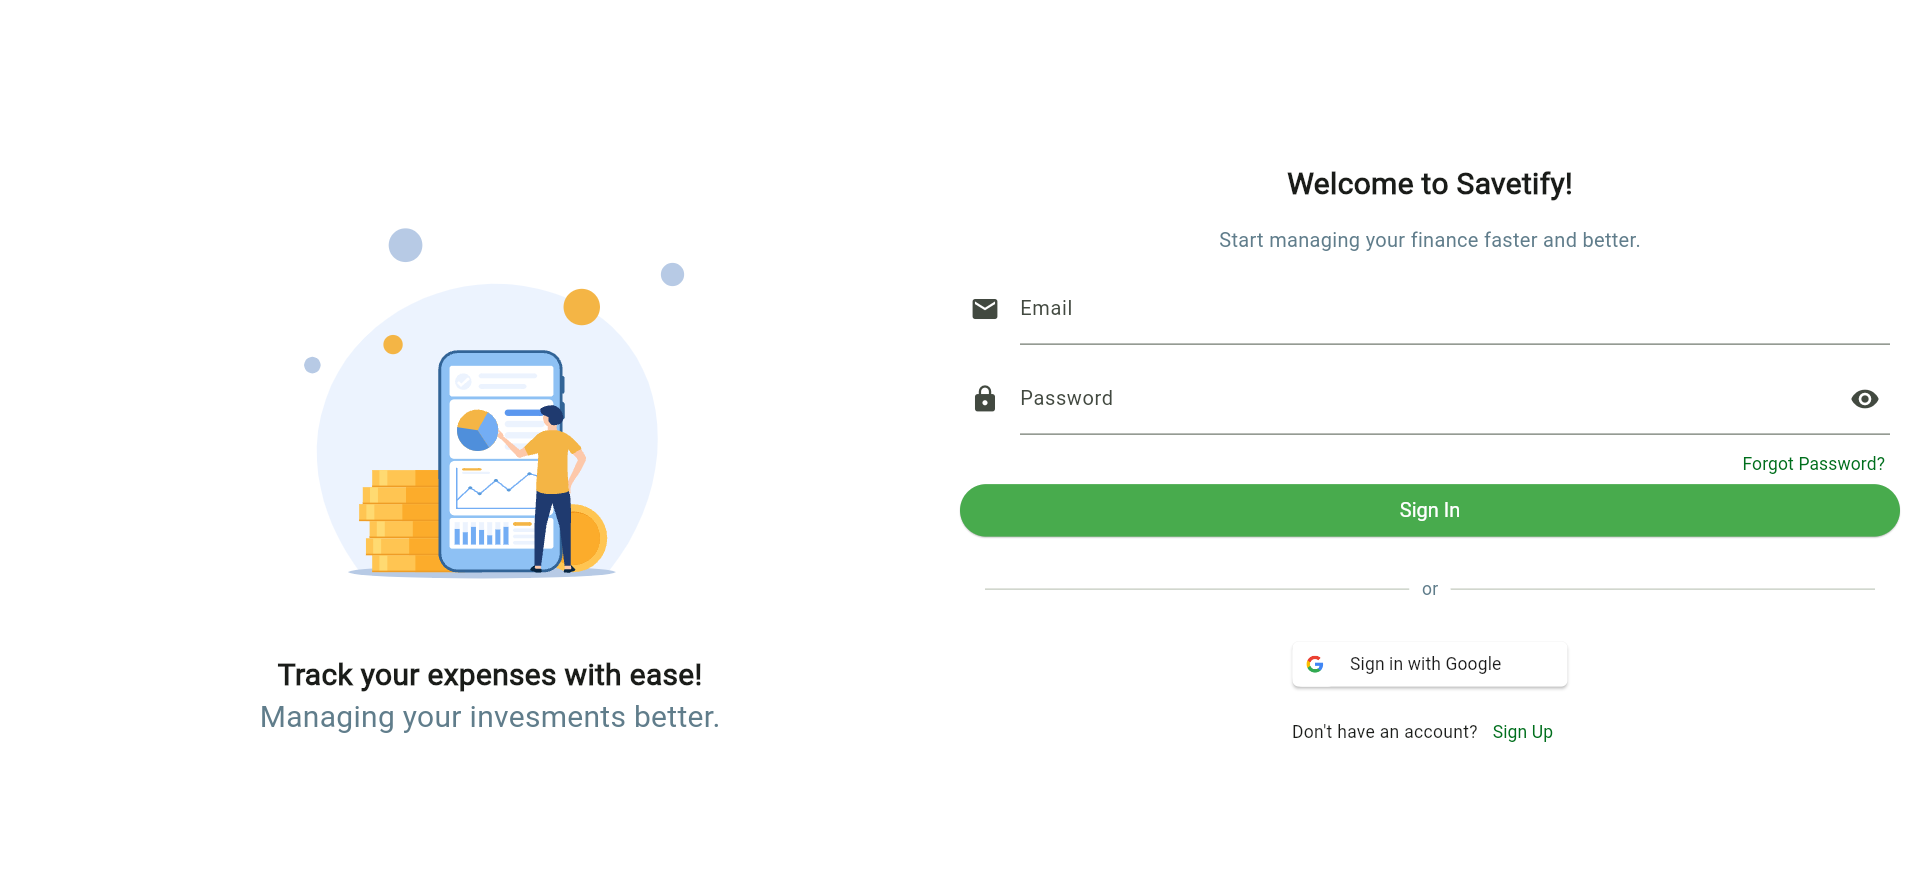 Welcome to Savetify!
Start managing your finance faster and better.
Email
Password
Forgot Password?
Sign In
or
Sign in with Google
Don't have an account? Sign Up
Track your expenses with ease!
Managing your invesments better.